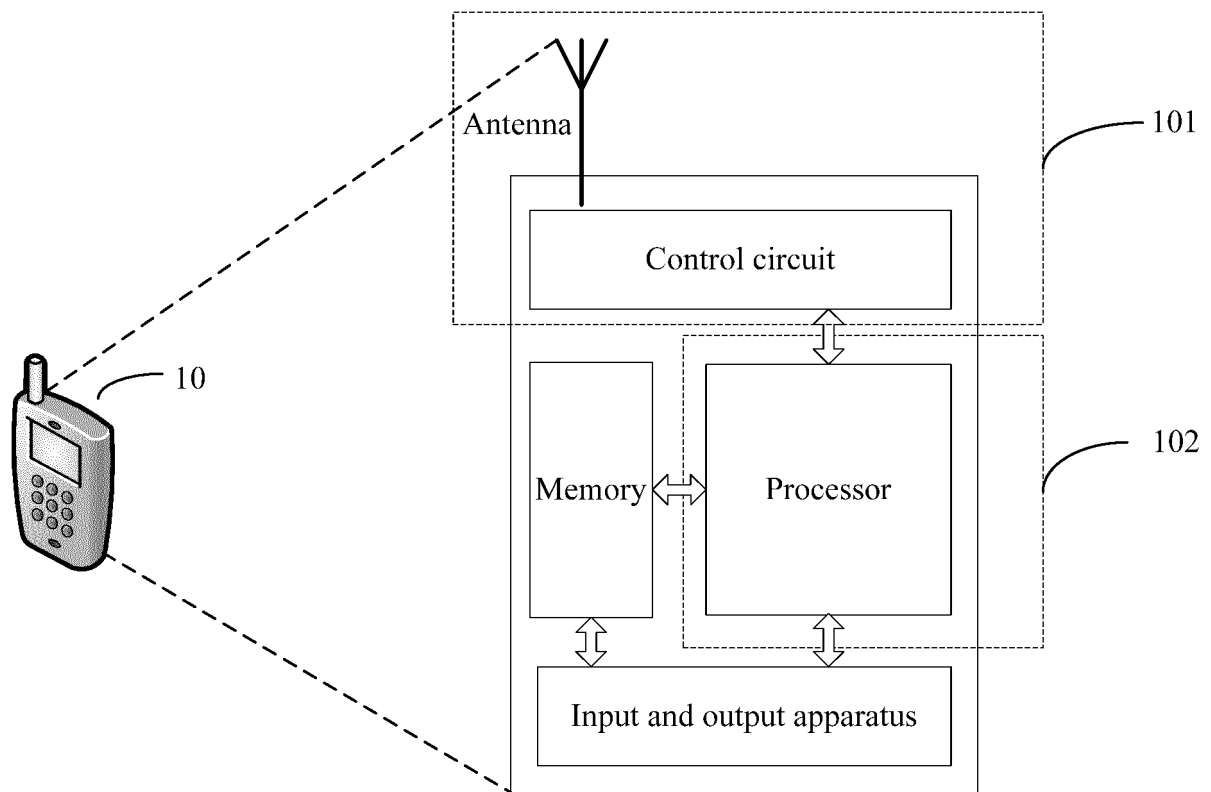 Antenna
101
Control circuit
10
102
Memory
Processor
Input and output apparatus